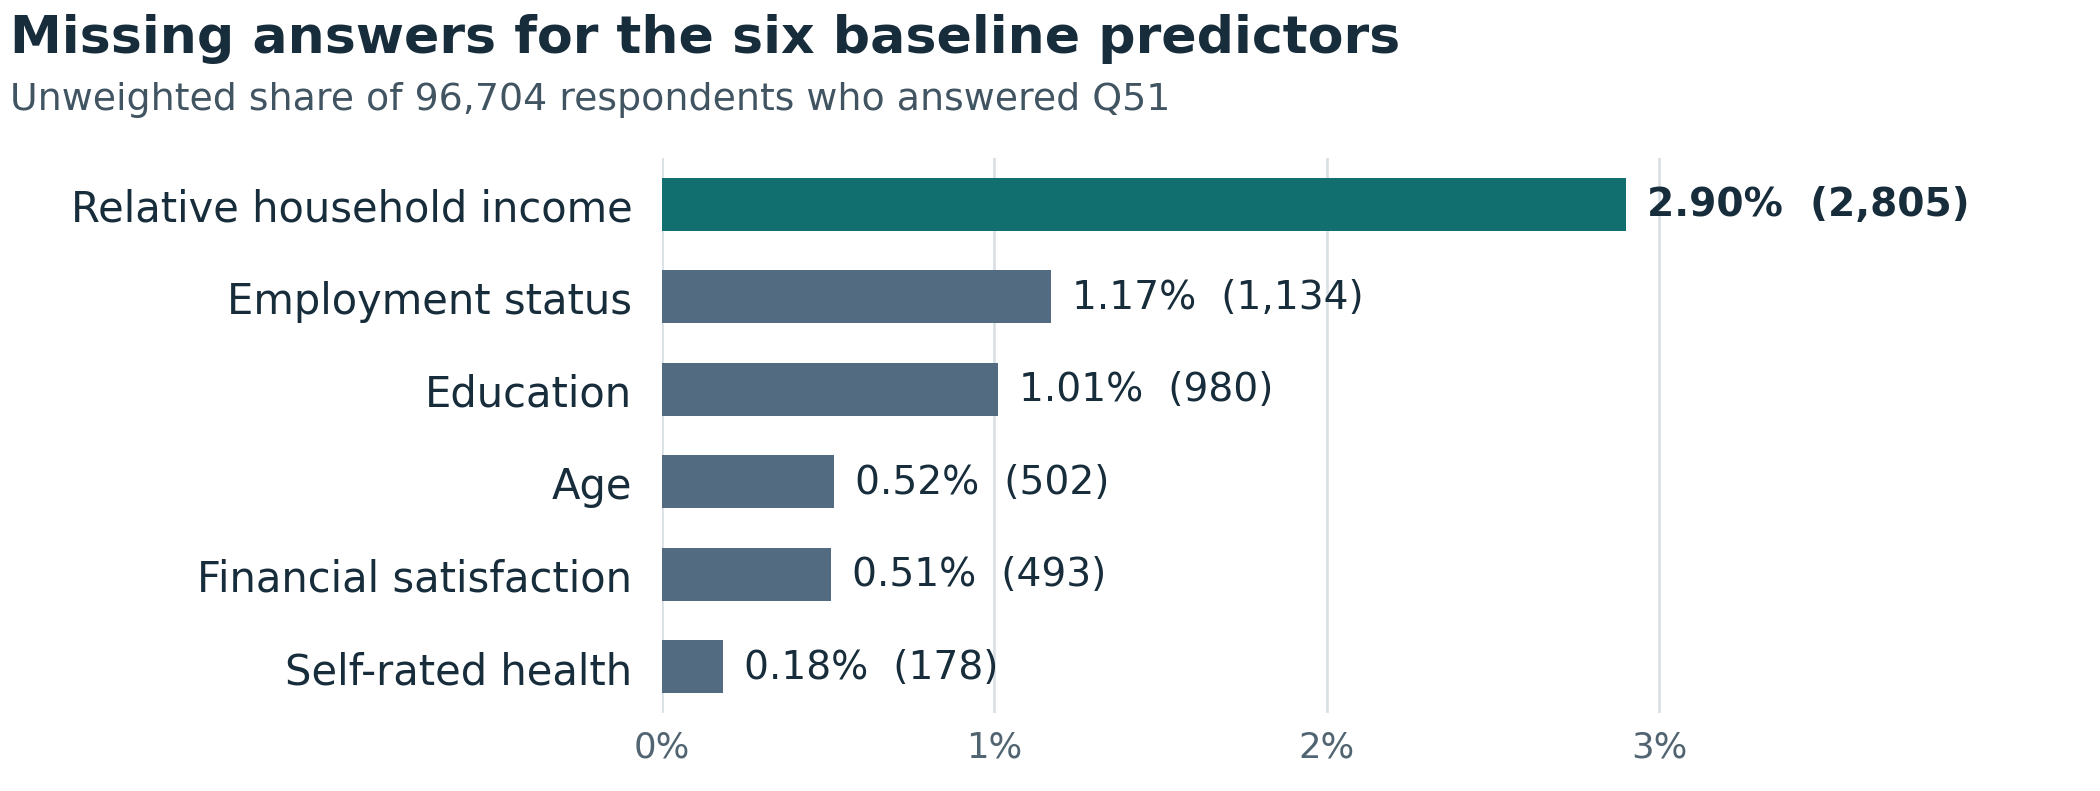 Missing answers for the six baseline predictors
Unweighted share of 96,704 respondents who answered Q51
Relative household income 2.90% (2,805)
Employment status 1.17% (1,134)
Education 1.01% (980)
Age 0.52% (502)
Financial satisfaction 0.51% (493)
Self-rated health 0.18% (178)
0% 1% 2% 3%